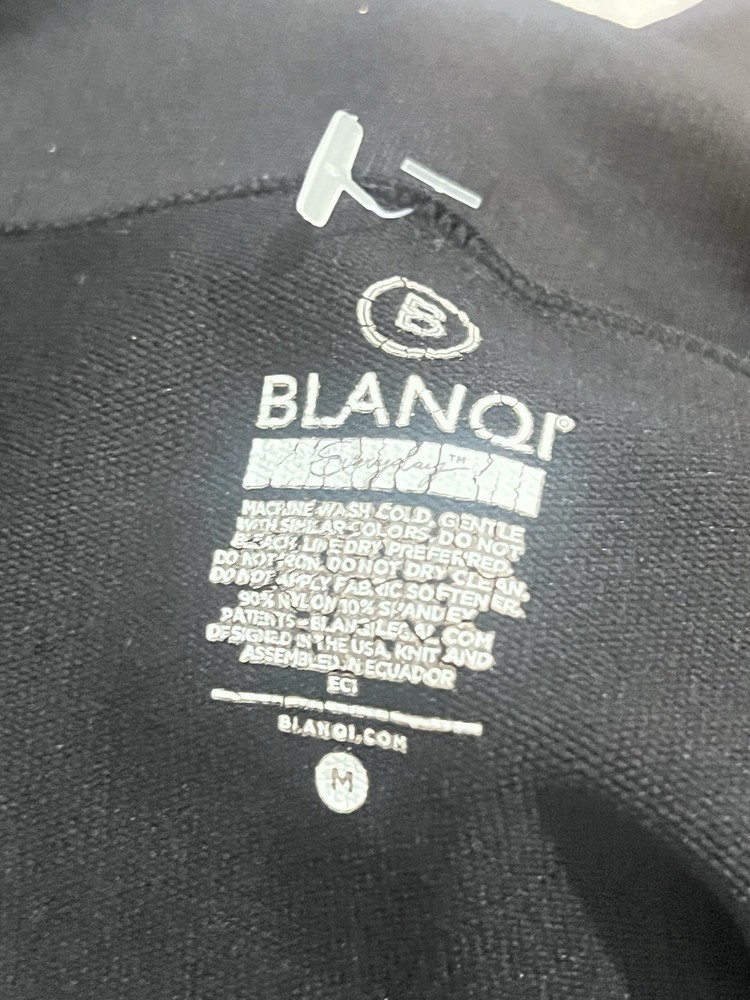 B
BLANQI®
Everyday™
MACHINE WASH COLD, GENTLE
WITH SIMILAR COLORS. DO NOT
BLEACH. LINE DRY PREFERRED.
DO NOT IRON. DO NOT DRY CLEAN.
DO NOT APPLY FABRIC SOFTENER.
90% NYLON 10% SPANDEX
PATENTS - BLANQILEGAL.COM
DESIGNED IN THE USA, KNIT AND
ASSEMBLED IN ECUADOR
EC1
BLANQI.COM
M